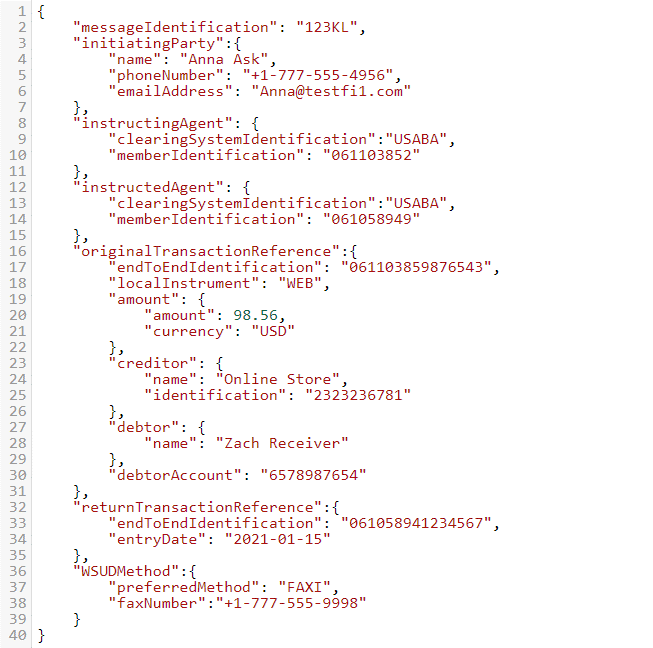 1 {
2 "messageIdentification": "123KL",
3 "initiatingParty":{
4 "name": "Anna Ask",
5 "phoneNumber": "+1-777-555-4956",
6 "emailAddress": "Anna@testfi1.com"
7 },
8 "instructingAgent": {
9 "clearingSystemIdentification":"USABA",
10 "memberIdentification": "061103852"
11 },
12 "instructedAgent": {
13 "clearingSystemIdentification":"USABA",
14 "memberIdentification": "061058949"
15 },
16 "originalTransactionReference":{
17 "endToEndIdentification": "061103859876543",
18 "localInstrument": "WEB",
19 "amount": {
20 "amount": 98.56,
21 "currency": "USD"
22 },
23 "creditor": {
24 "name": "Online Store",
25 "identification": "2323236781"
26 },
27 "debtor": {
28 "name": "Zach Receiver"
29 },
30 "debtorAccount": "6578987654"
31 },
32 "returnTransactionReference":{
33 "endToEndIdentification": "061058941234567",
34 "entryDate": "2021-01-15"
35 },
36 "WSUDMethod":{
37 "preferredMethod": "FAXI",
38 "faxNumber":"+1-777-555-9998"
39 }
40 }